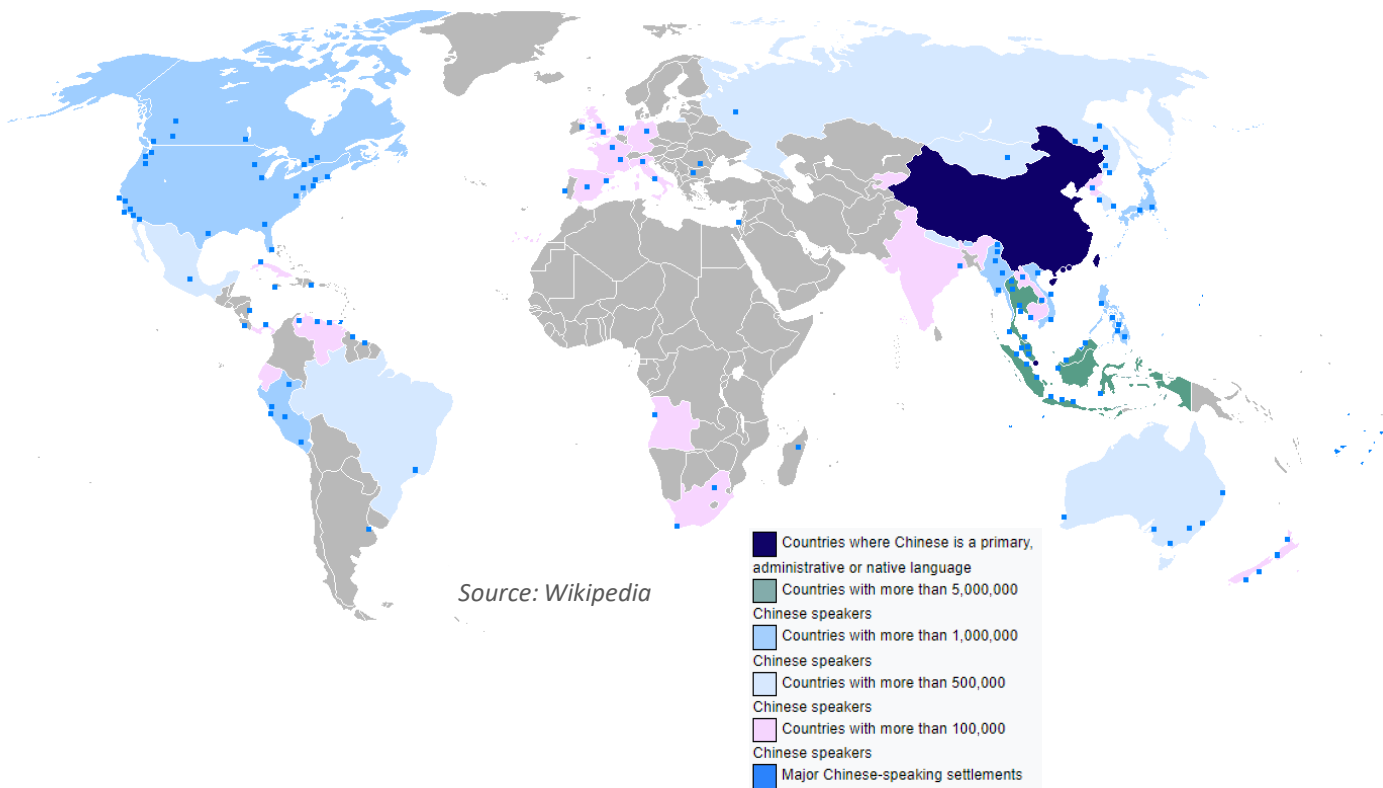 Source: Wikipedia
Countries where Chinese is a primary,
administrative or native language
Countries with more than 5,000,000
Chinese speakers
Countries with more than 1,000,000
Chinese speakers
Countries with more than 500,000
Chinese speakers
Countries with more than 100,000
Chinese speakers
Major Chinese-speaking settlements